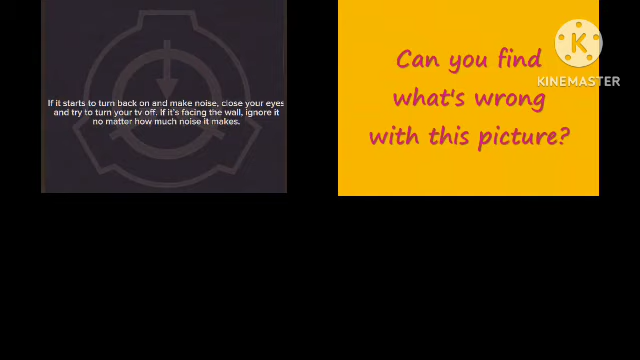 If it starts to turn back on and make noise, close your eyes
and try to turn your tv off. If it's facing the wall, ignore it
no matter how much noise it makes.
Can you find
what's wrong
with this picture?
K
KINEMASTER